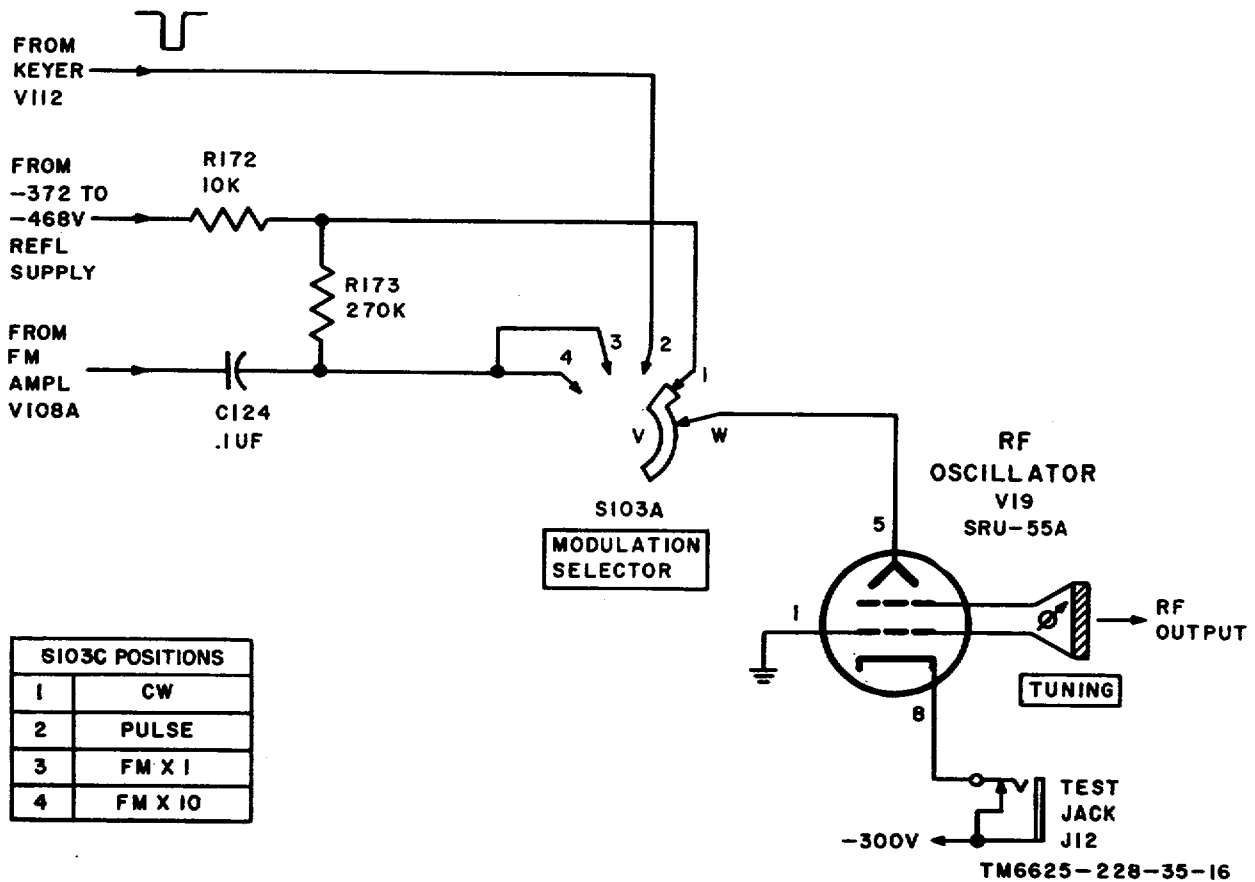 FROM
KEYER
V112
FROM
-372 TO
-468V
REFL
SUPPLY
R172
10K
R173
270K
FROM
FM
AMPL
V108A
C124
.1UF
4
3
2
1
V
W
S103A
MODULATION
SELECTOR
RF
OSCILLATOR
V19
SRU-55A
5
1
8
RF
OUTPUT
TUNING
TEST
JACK
J12
-300V
S103C POSITIONS
1 CW
2 PULSE
3 FM X 1
4 FM X 10
TM6625-228-35-16